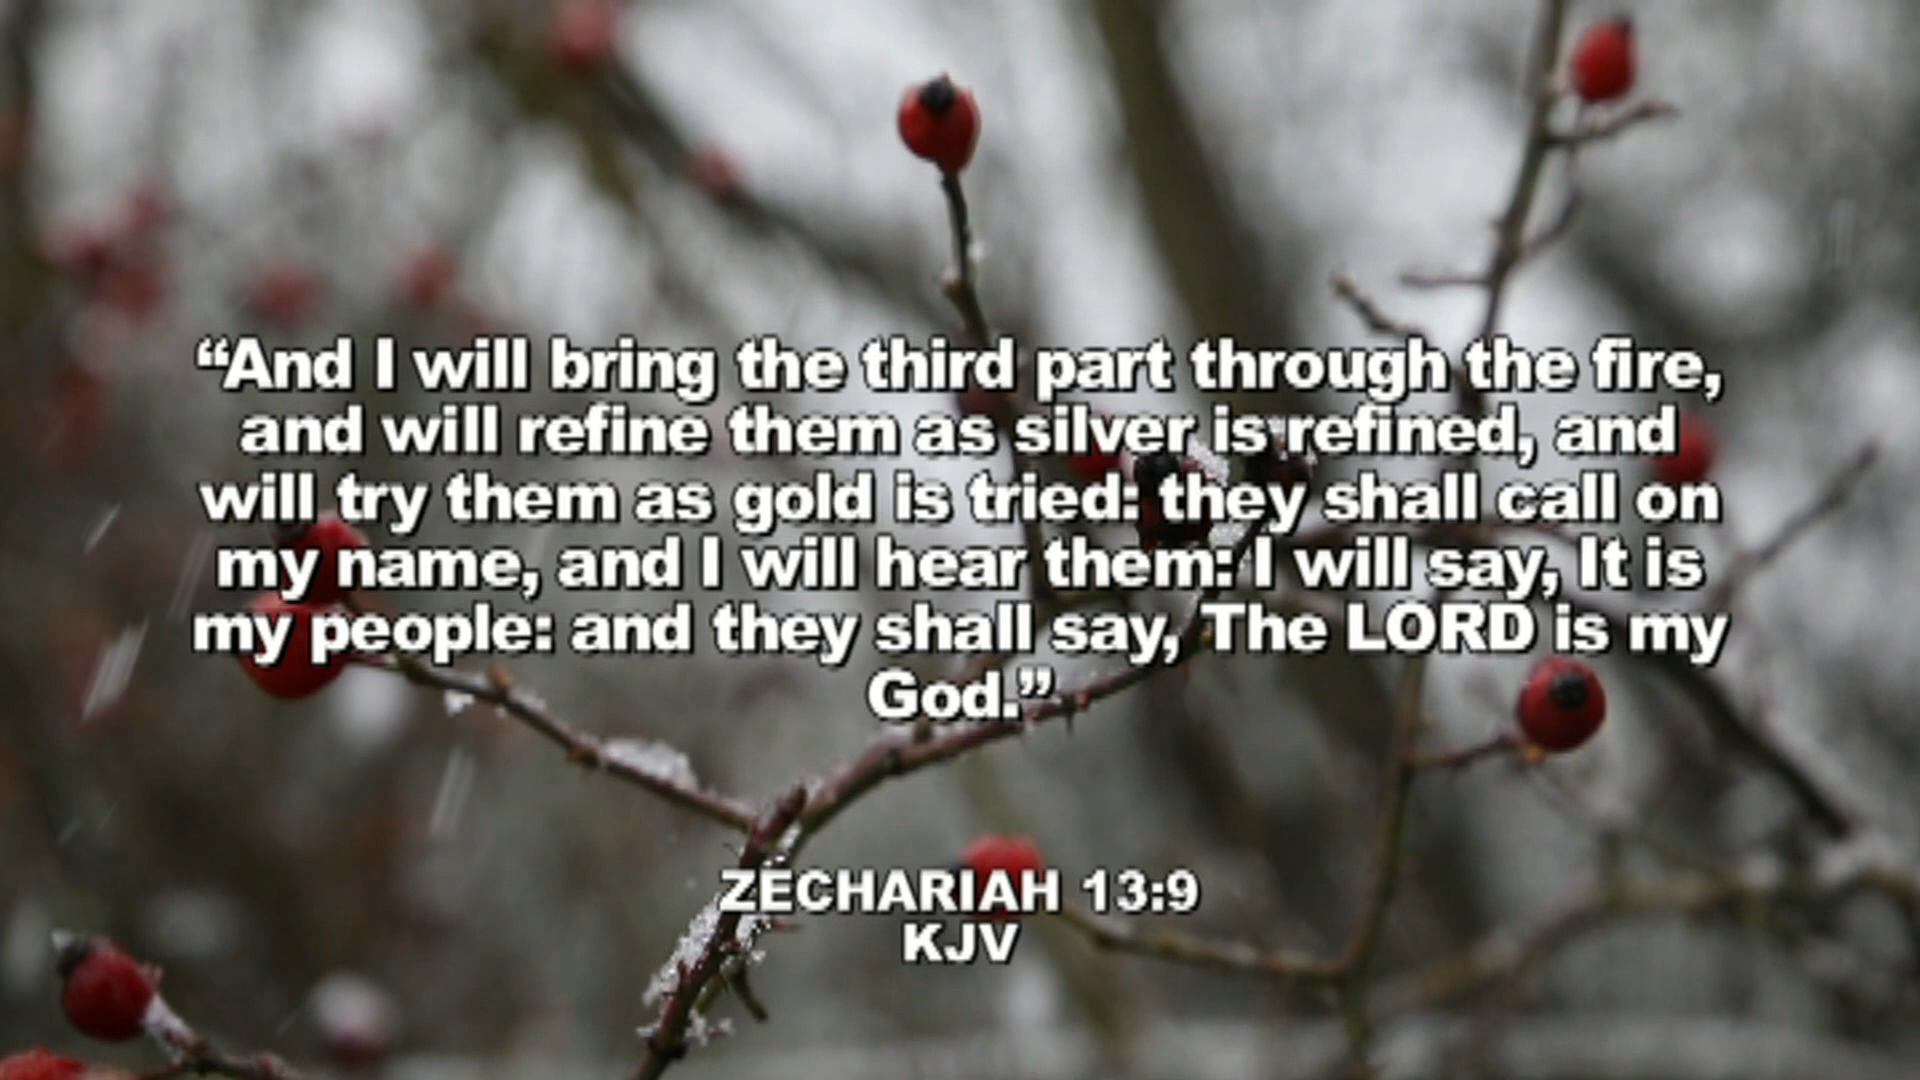 “And I will bring the third part through the fire,
and will refine them as silver is refined, and
will try them as gold is tried: they shall call on
my name, and I will hear them: I will say, It is
my people: and they shall say, The LORD is my
God.”
ZECHARIAH 13:9
KJV